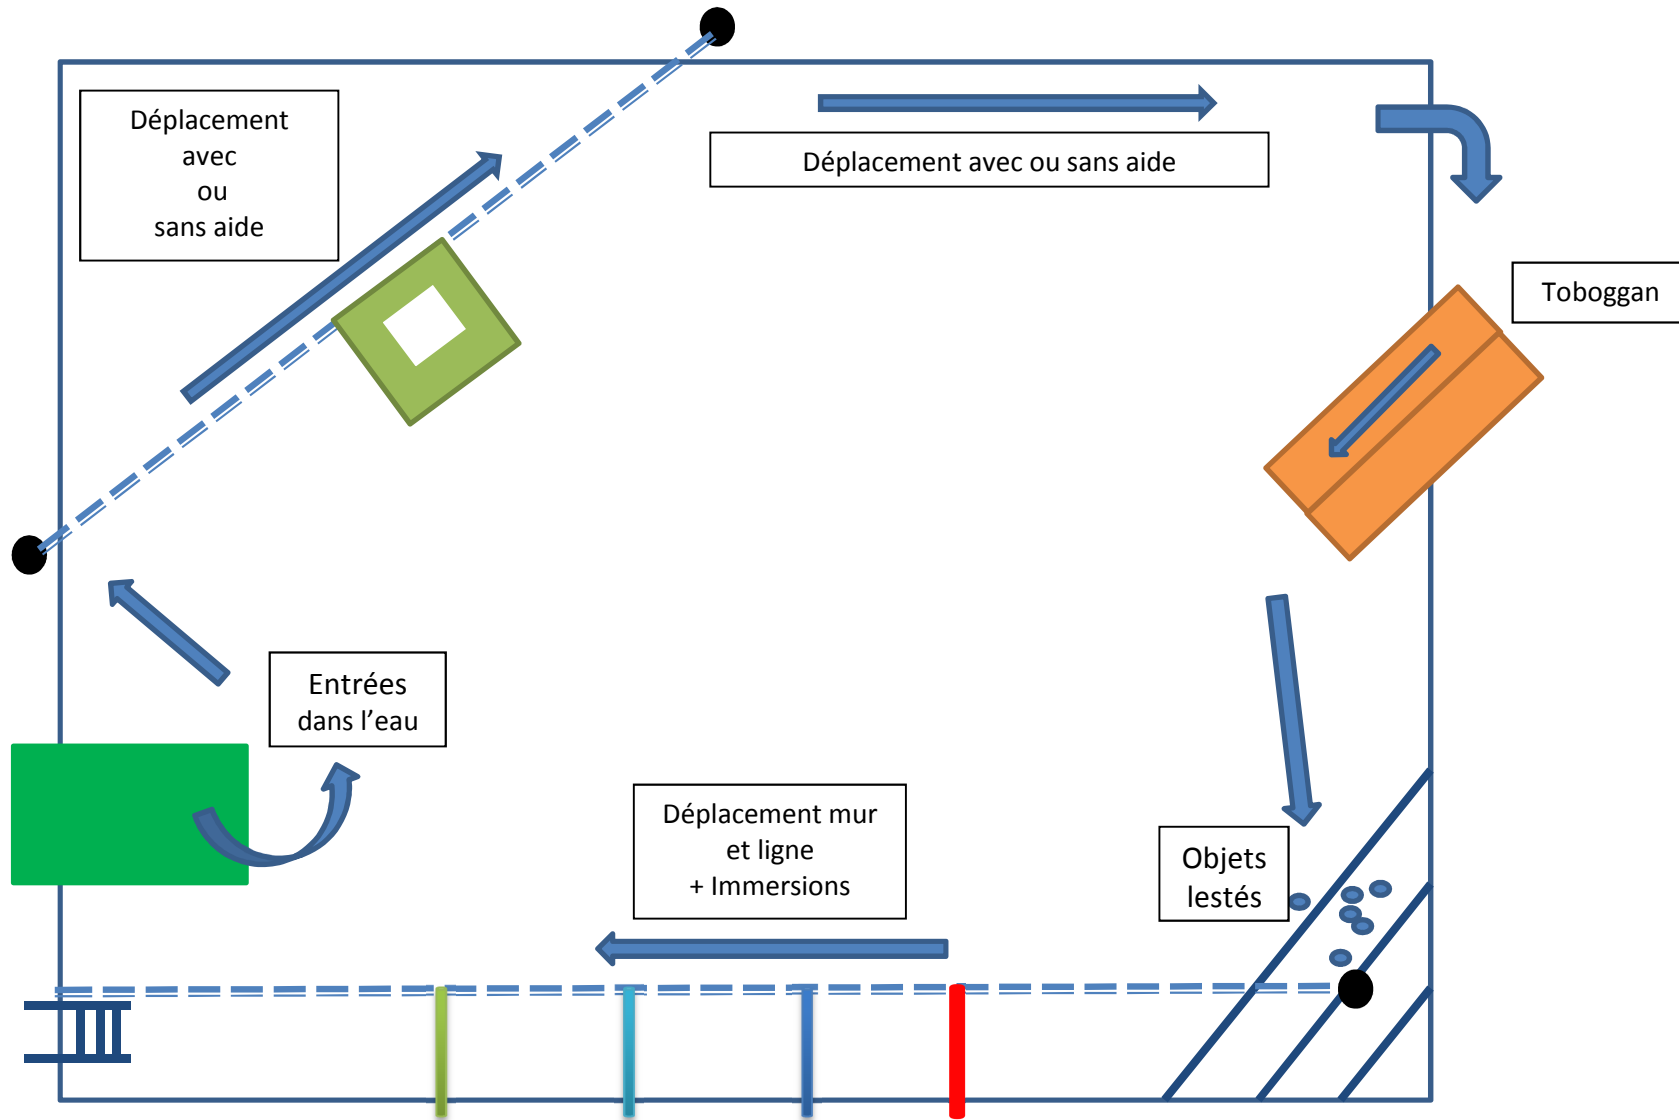 Déplacement
avec
ou
sans aide
Déplacement avec ou sans aide
Toboggan
Entrées
dans l’eau
Déplacement mur
et ligne
+ Immersions
Objets
lestés